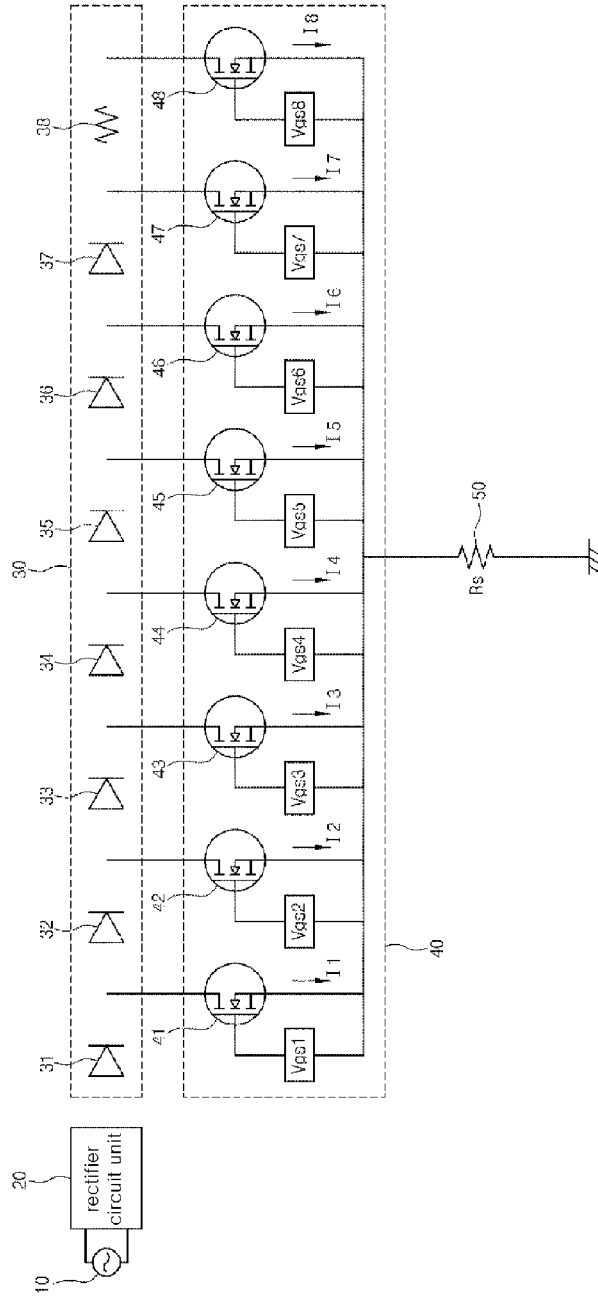 10
20
rectifier
circuit unit
30
31
32
33
34
35
36
37
38
41
42
43
44
45
46
47
48
Vgs1
Vgs2
Vgs3
Vgs4
Vgs5
Vgs6
Vgs7
Vgs8
I1
I2
I3
I4
I5
I6
I7
I8
40
Rs
50